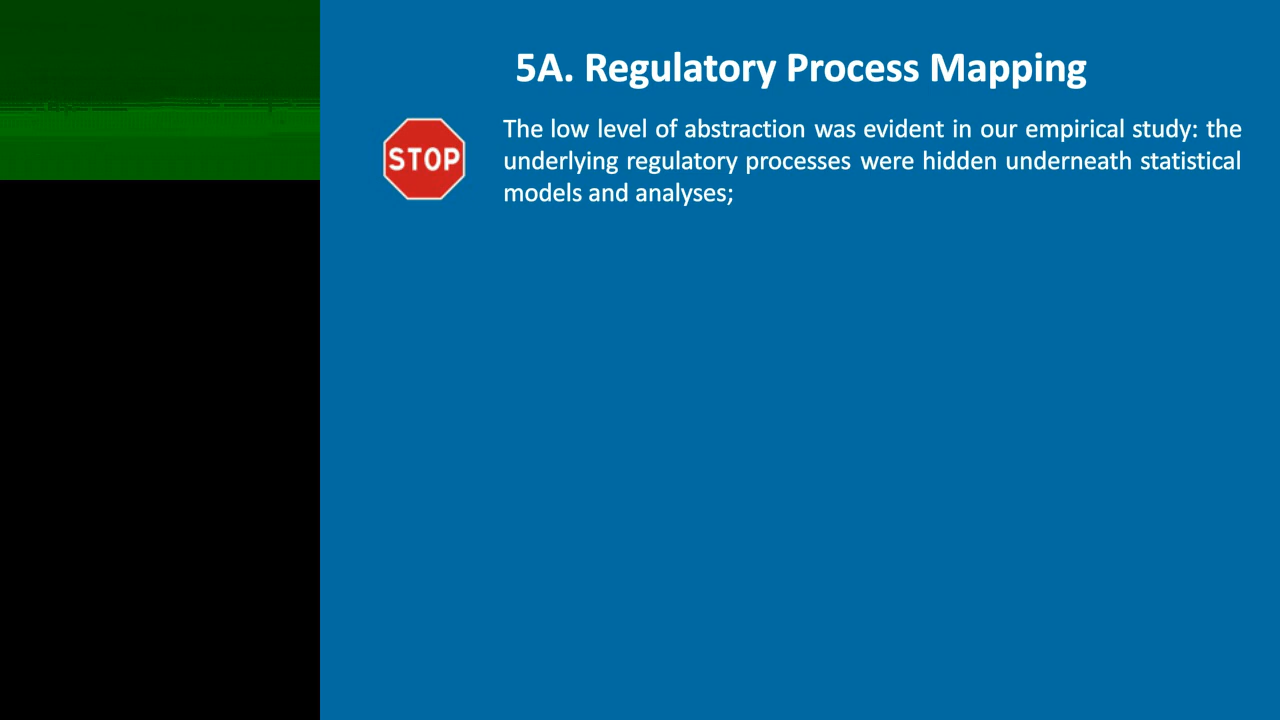 5A. Regulatory Process Mapping
STOP
The low level of abstraction was evident in our empirical study: the
underlying regulatory processes were hidden underneath statistical
models and analyses;